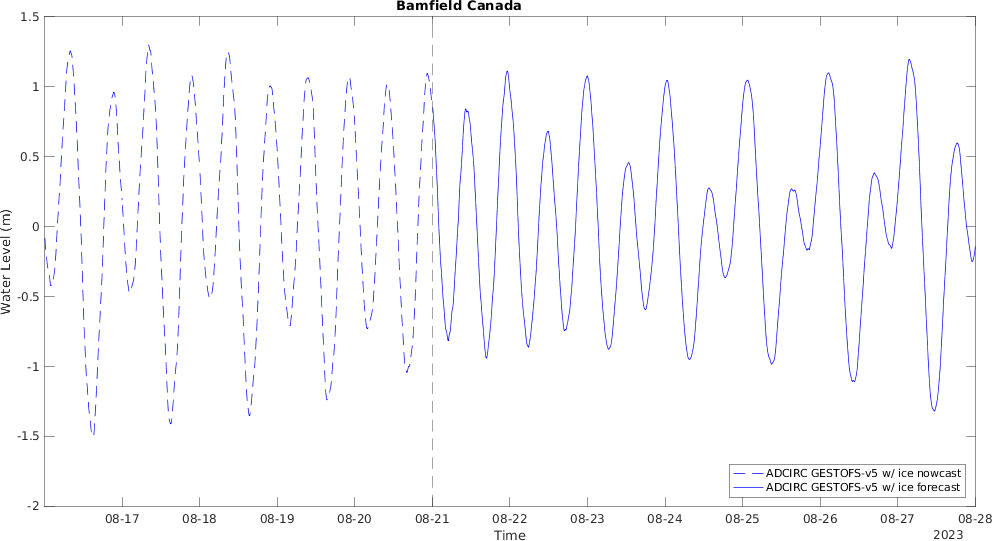 Bamfield Canada
1.5
1
0.5
0
-0.5
-1
-1.5
-2
Water Level (m)
ADCIRC GESTOFS-v5 w/ ice nowcast
ADCIRC GESTOFS-v5 w/ ice forecast
08-17 08-18 08-19 08-20 08-21 08-22 08-23 08-24 08-25 08-26 08-27 08-28
Time
2023